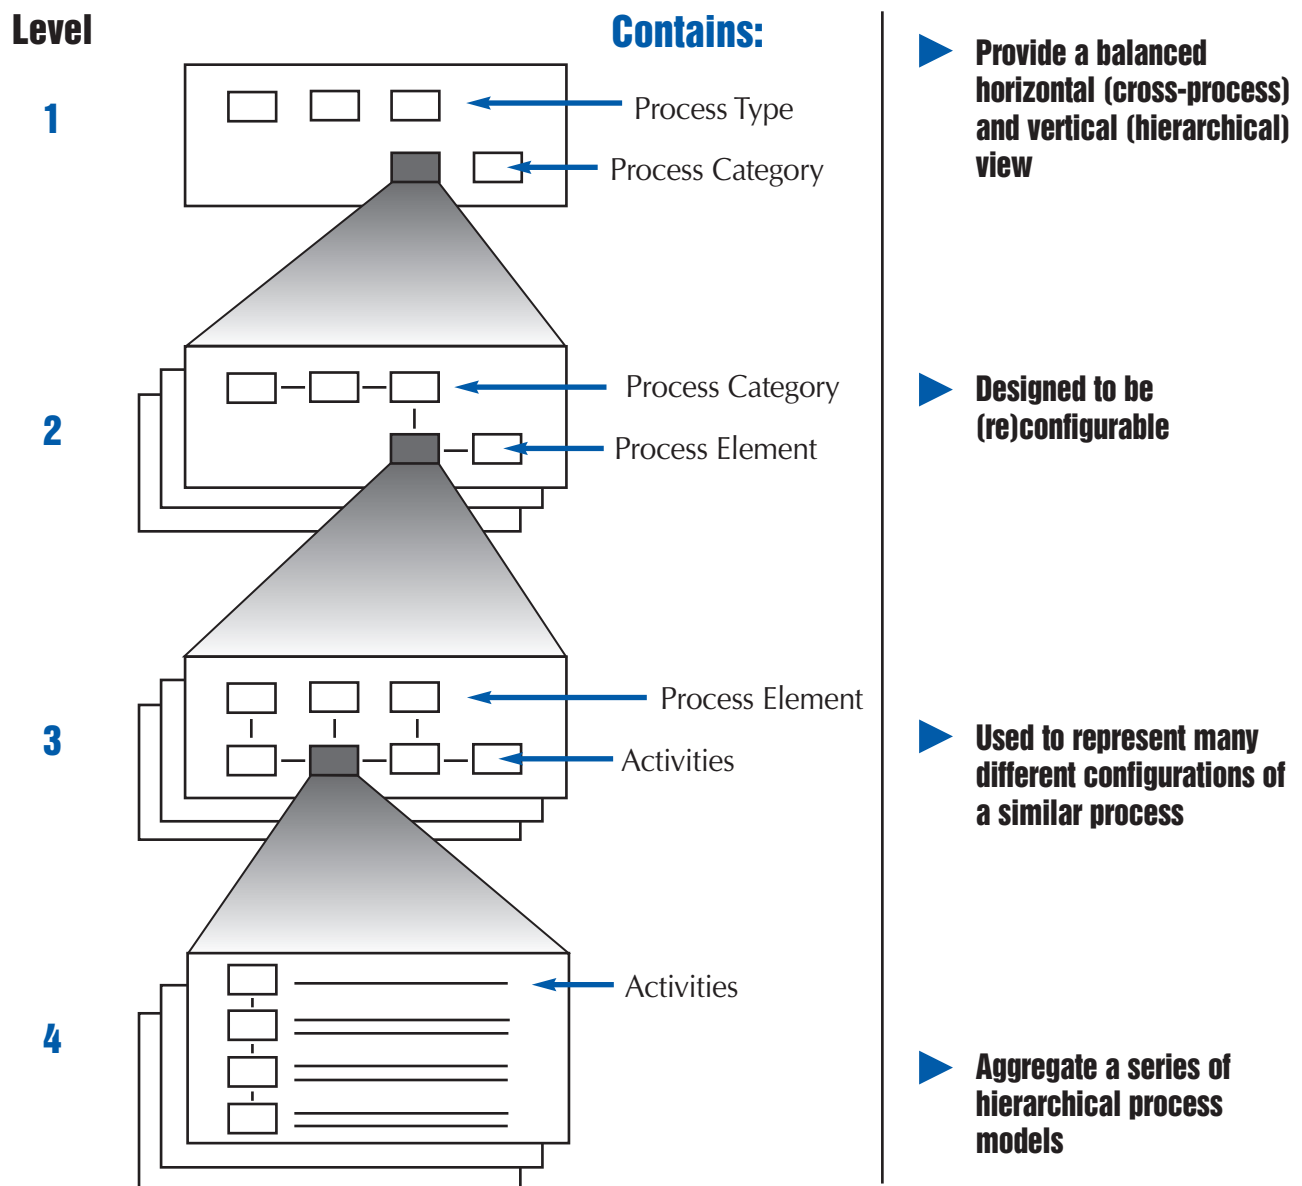 Level
Contains:
1
Process Type
Process Category
2
Process Category
Process Element
3
Process Element
Activities
4
Activities
Provide a balanced
horizontal (cross-process)
and vertical (hierarchical)
view
Designed to be
(re)configurable
Used to represent many
different configurations of
a similar process
Aggregate a series of
hierarchical process
models